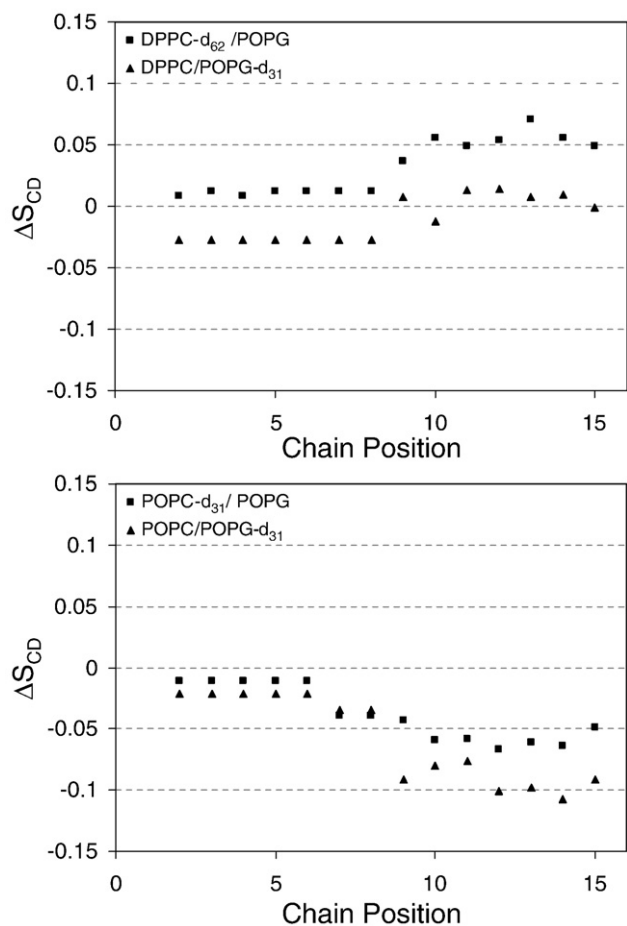 0.15
DPPC-d62 /POPG
DPPC/POPG-d31
0.1
0.05
0
-0.05
-0.1
-0.15
ΔSCD
0 5 10 15
Chain Position
0.15
POPC-d31/ POPG
POPC/POPG-d31
0.1
0.05
0
-0.05
-0.1
-0.15
ΔSCD
0 5 10 15
Chain Position